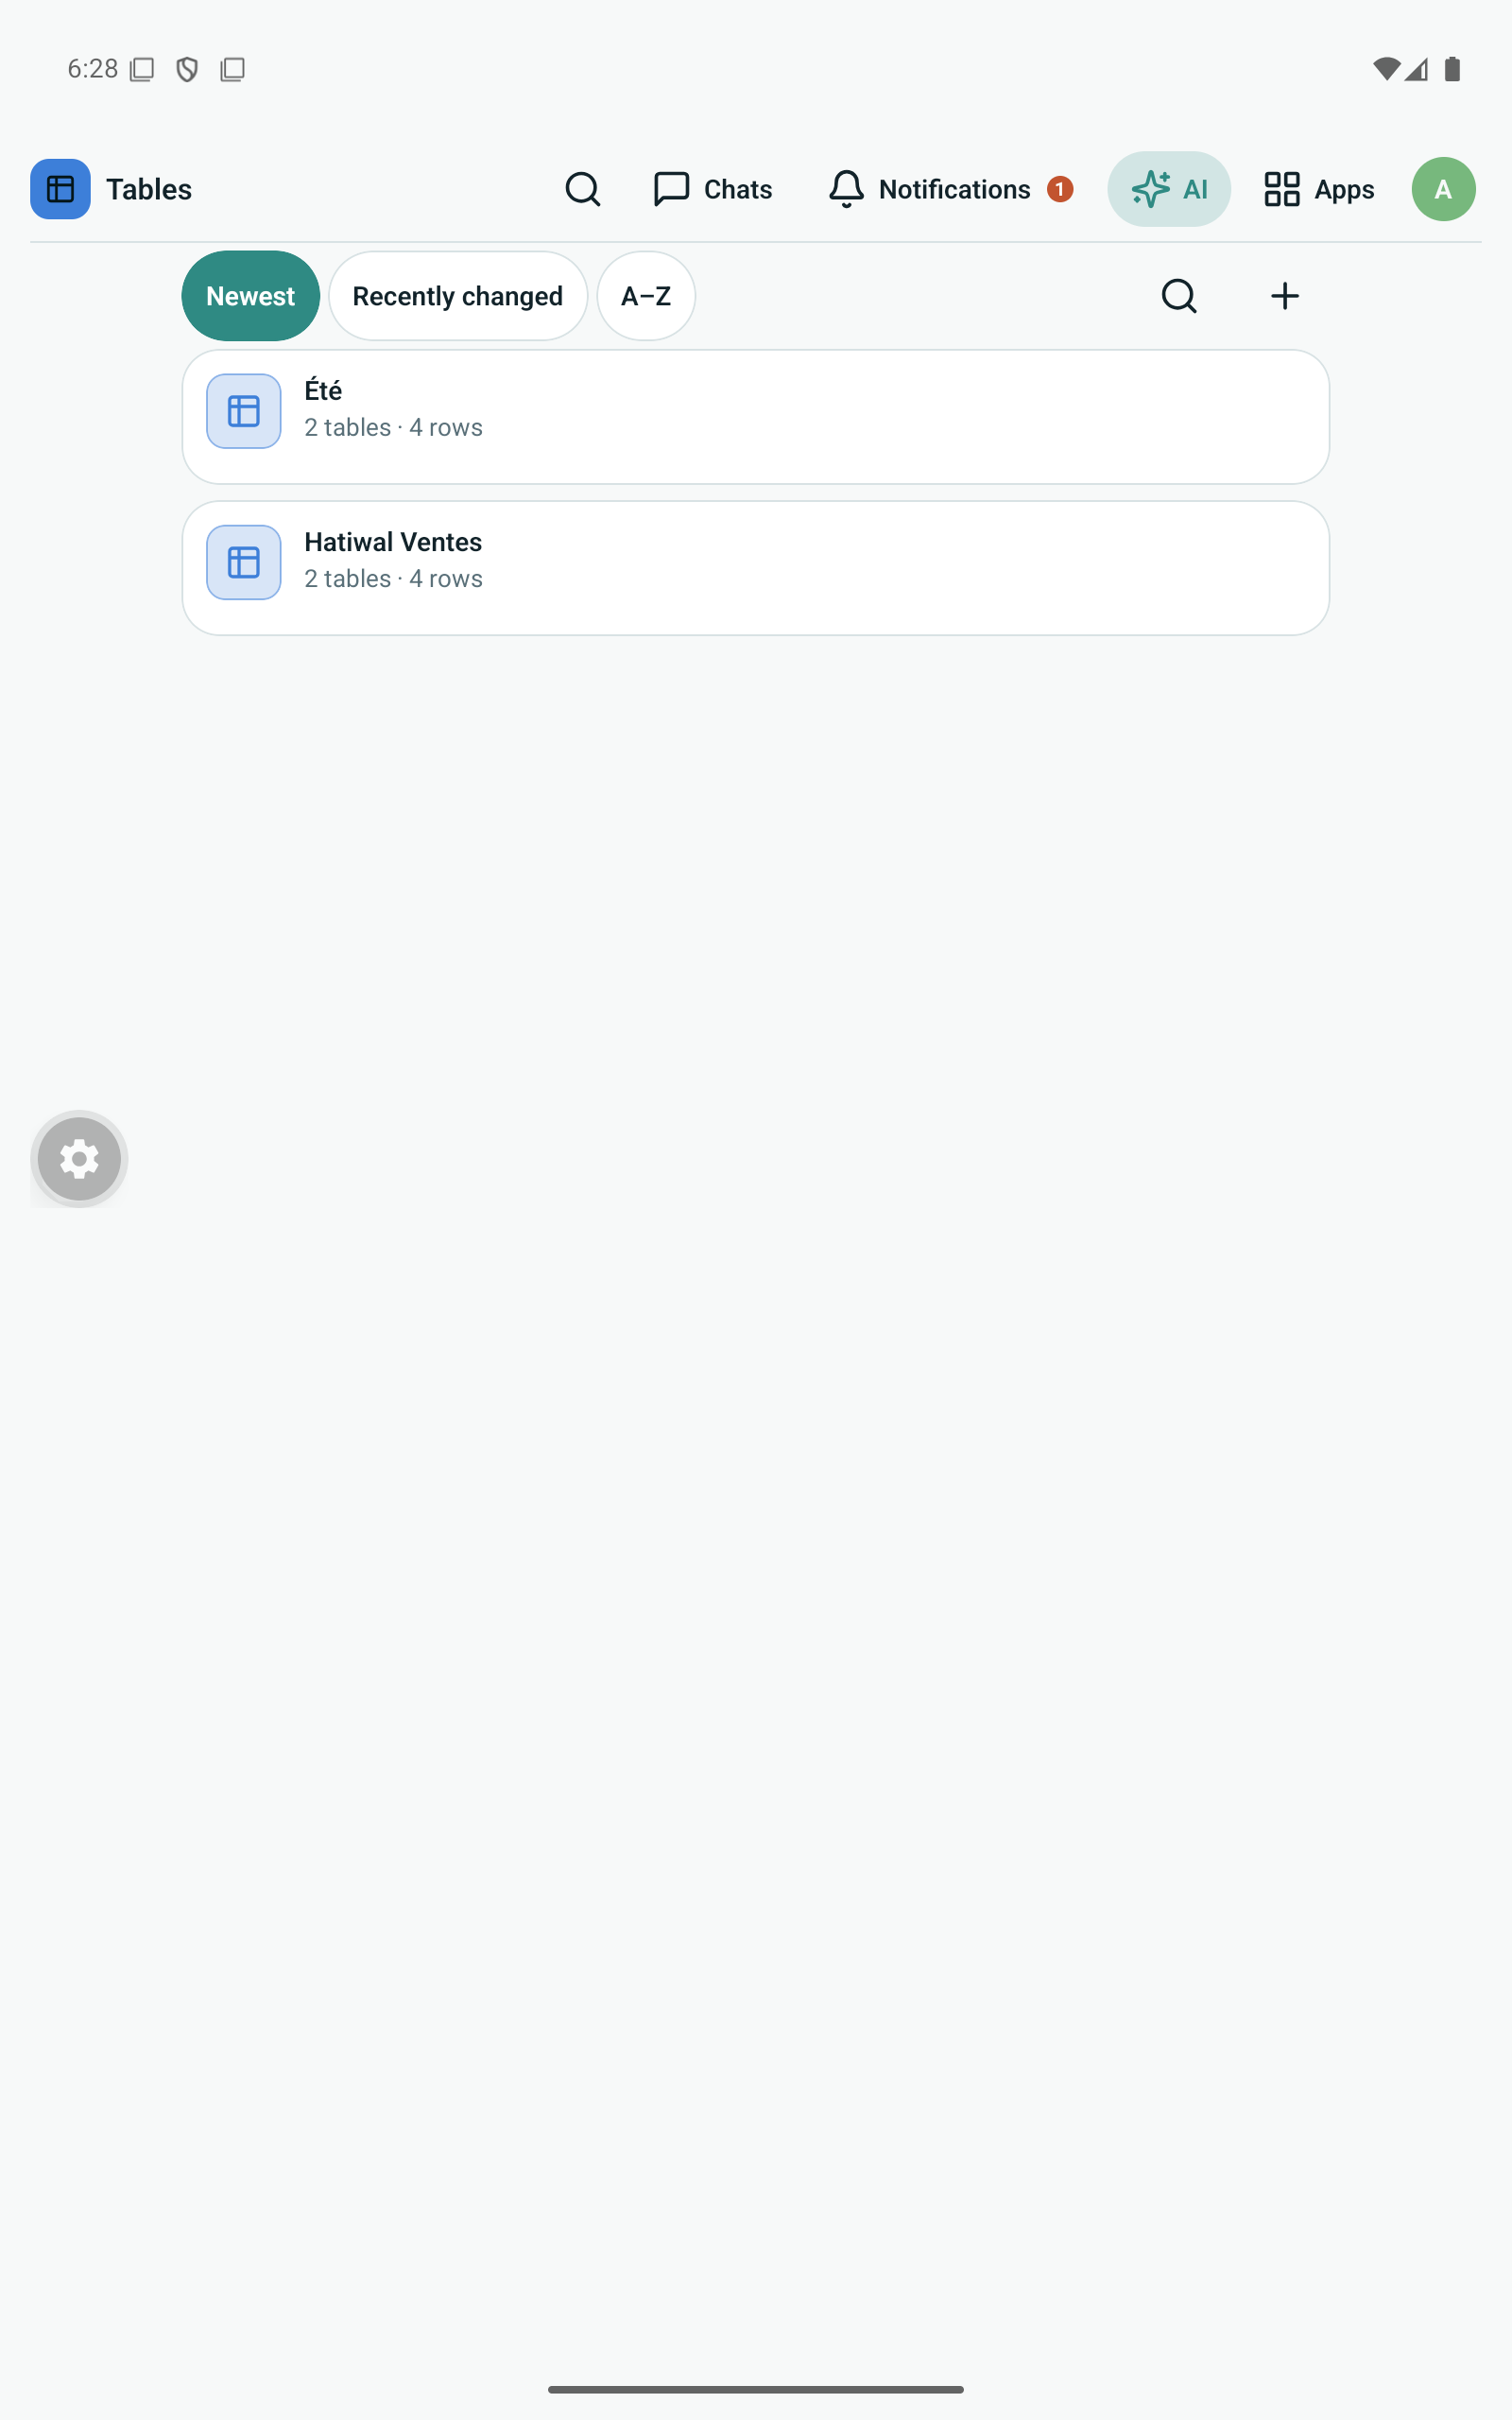 6:28
Tables
Chats
Notifications 1
AI
Apps
A
Newest
Recently changed
A–Z
Été
2 tables · 4 rows
Hatiwal Ventes
2 tables · 4 rows